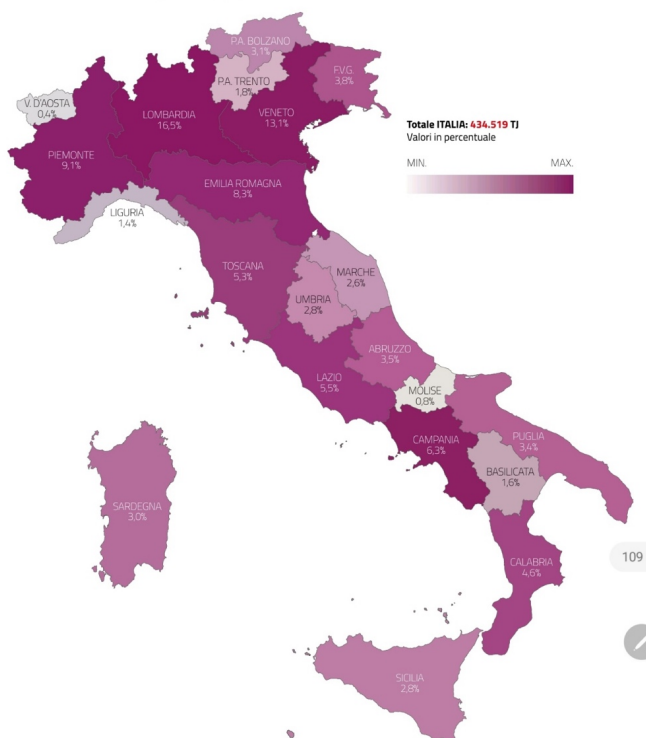 P.A. BOLZANO
3,1%
F.V.G.
3,8%
P.A. TRENTO
1,8%
V. D'AOSTA
0,4%
LOMBARDIA
16,5%
VENETO
13,1%
Totale ITALIA: 434.519 TJ
Valori in percentuale
MIN.
MAX.
PIEMONTE
9,1%
EMILIA ROMAGNA
8,3%
LIGURIA
1,4%
TOSCANA
5,3%
MARCHE
2,6%
UMBRIA
2,8%
ABRUZZO
3,5%
LAZIO
5,5%
MOLISE
0,8%
CAMPANIA
6,3%
PUGLIA
3,4%
BASILICATA
1,6%
SARDEGNA
3,0%
109
CALABRIA
4,6%
SICILIA
2,8%